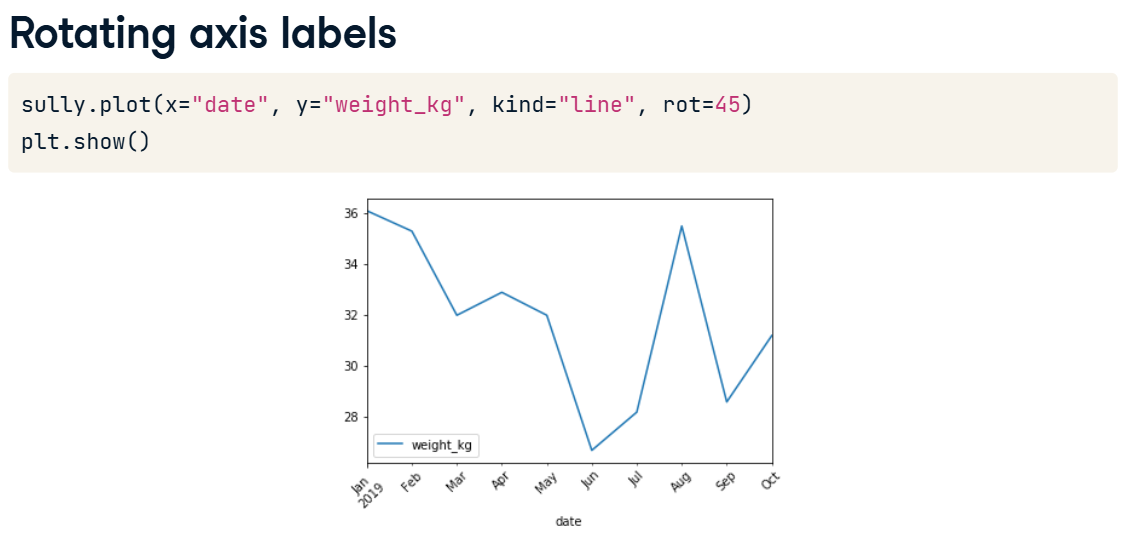 Rotating axis labels
sully.plot(x="date", y="weight_kg", kind="line", rot=45)
plt.show()
36
34
32
30
28
weight_kg
Jan
2019
Feb
Mar
Apr
May
Jun
Jul
Aug
Sep
Oct
date